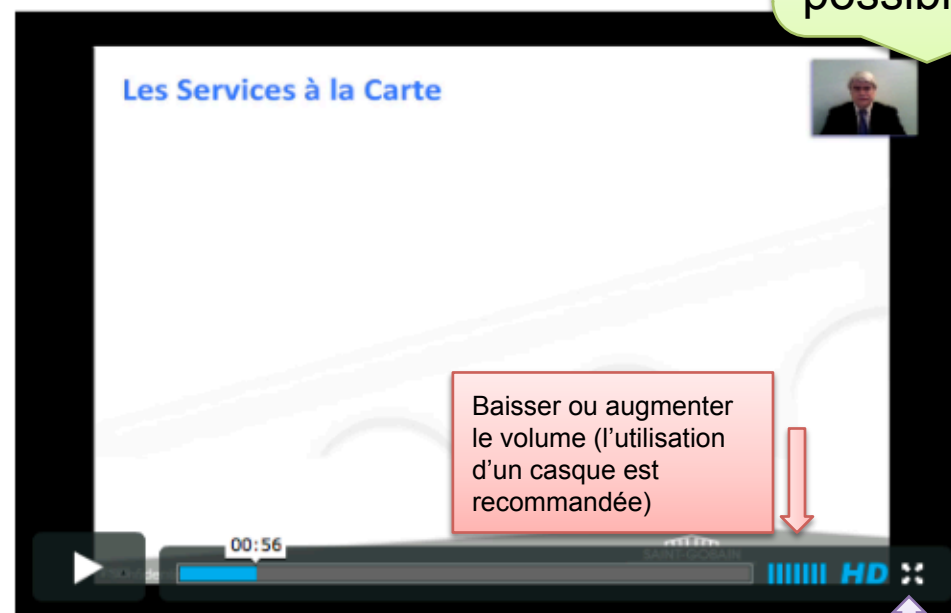 possibl
Les Services à la Carte
Baisser ou augmenter
le volume (l'utilisation
d'un casque est
recommandée)
00:56
SAINT-GOBAIN
HD